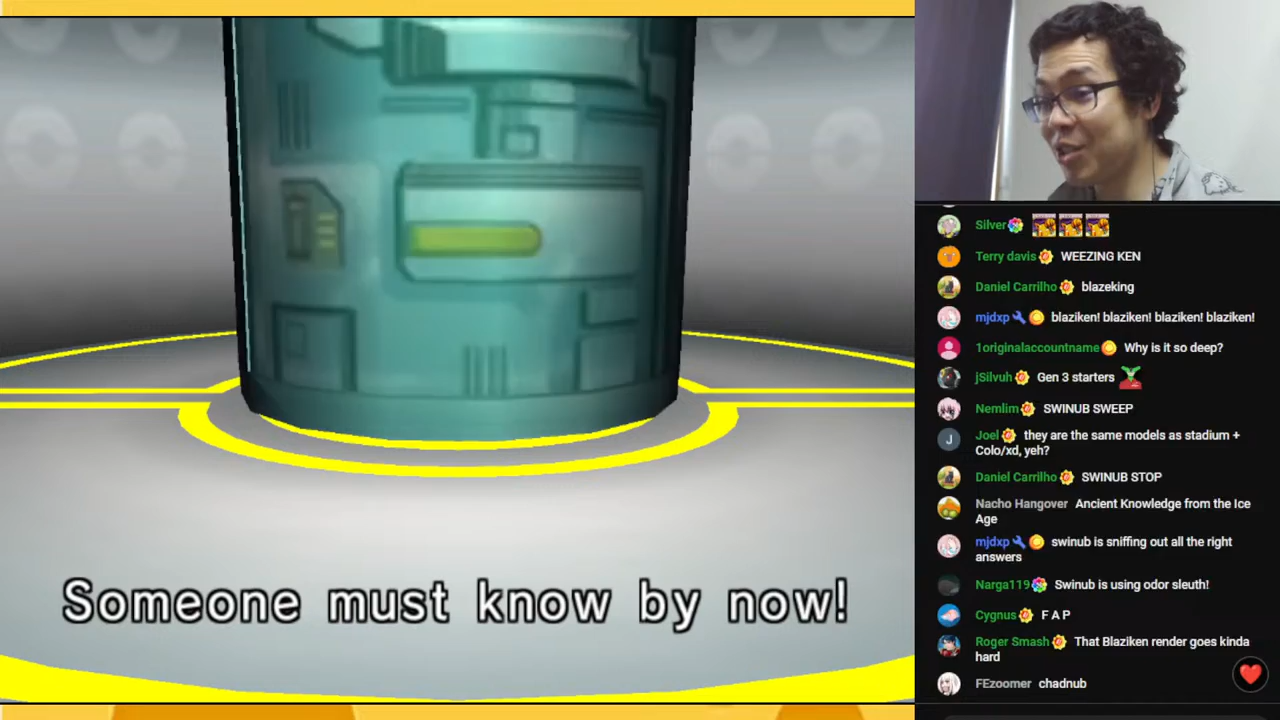 Someone must know by now!
Silver
Terry davis WEEZING KEN
Daniel Carrilho blazeking
mjdxp blaziken! blaziken! blaziken! blaziken!
1originalaccountname Why is it so deep?
jSilvuh Gen 3 starters
Nemlim SWINUB SWEEP
Joel they are the same models as stadium +
Colo/xd, yeh?
J
Daniel Carrilho SWINUB STOP
Nacho Hangover Ancient Knowledge from the Ice
Age
mjdxp swinub is sniffing out all the right
answers
Narga119 Swinub is using odor sleuth!
Cygnus F A P
Roger Smash That Blaziken render goes kinda
hard
FEzoomer chadnub